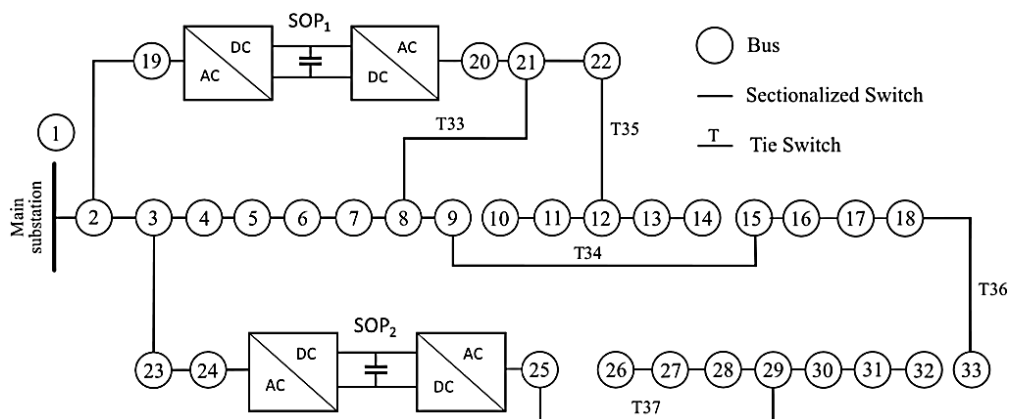 SOP₁
19
DC
AC
AC
DC
20
21
22
Bus
Sectionalized Switch
T
Tie Switch
1
T33
T35
Main
substation
2
3
4
5
6
7
8
9
10
11
12
13
14
15
16
17
18
T34
T36
SOP₂
23
24
DC
AC
AC
DC
25
26
27
28
29
30
31
32
33
T37